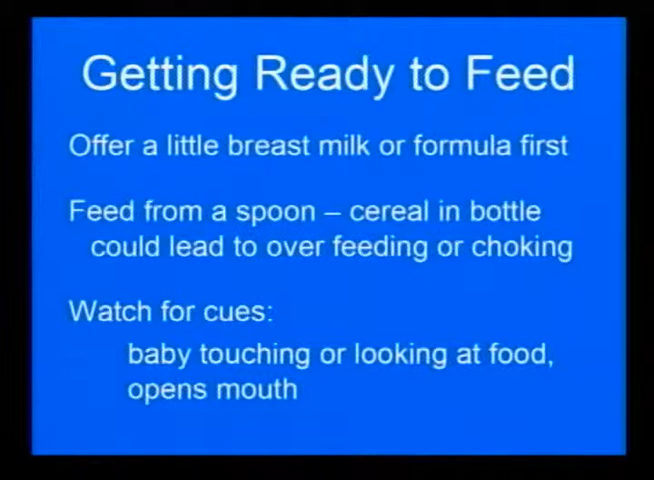 Getting Ready to Feed
Offer a little breast milk or formula first
Feed from a spoon – cereal in bottle
could lead to over feeding or choking
Watch for cues:
baby touching or looking at food,
opens mouth